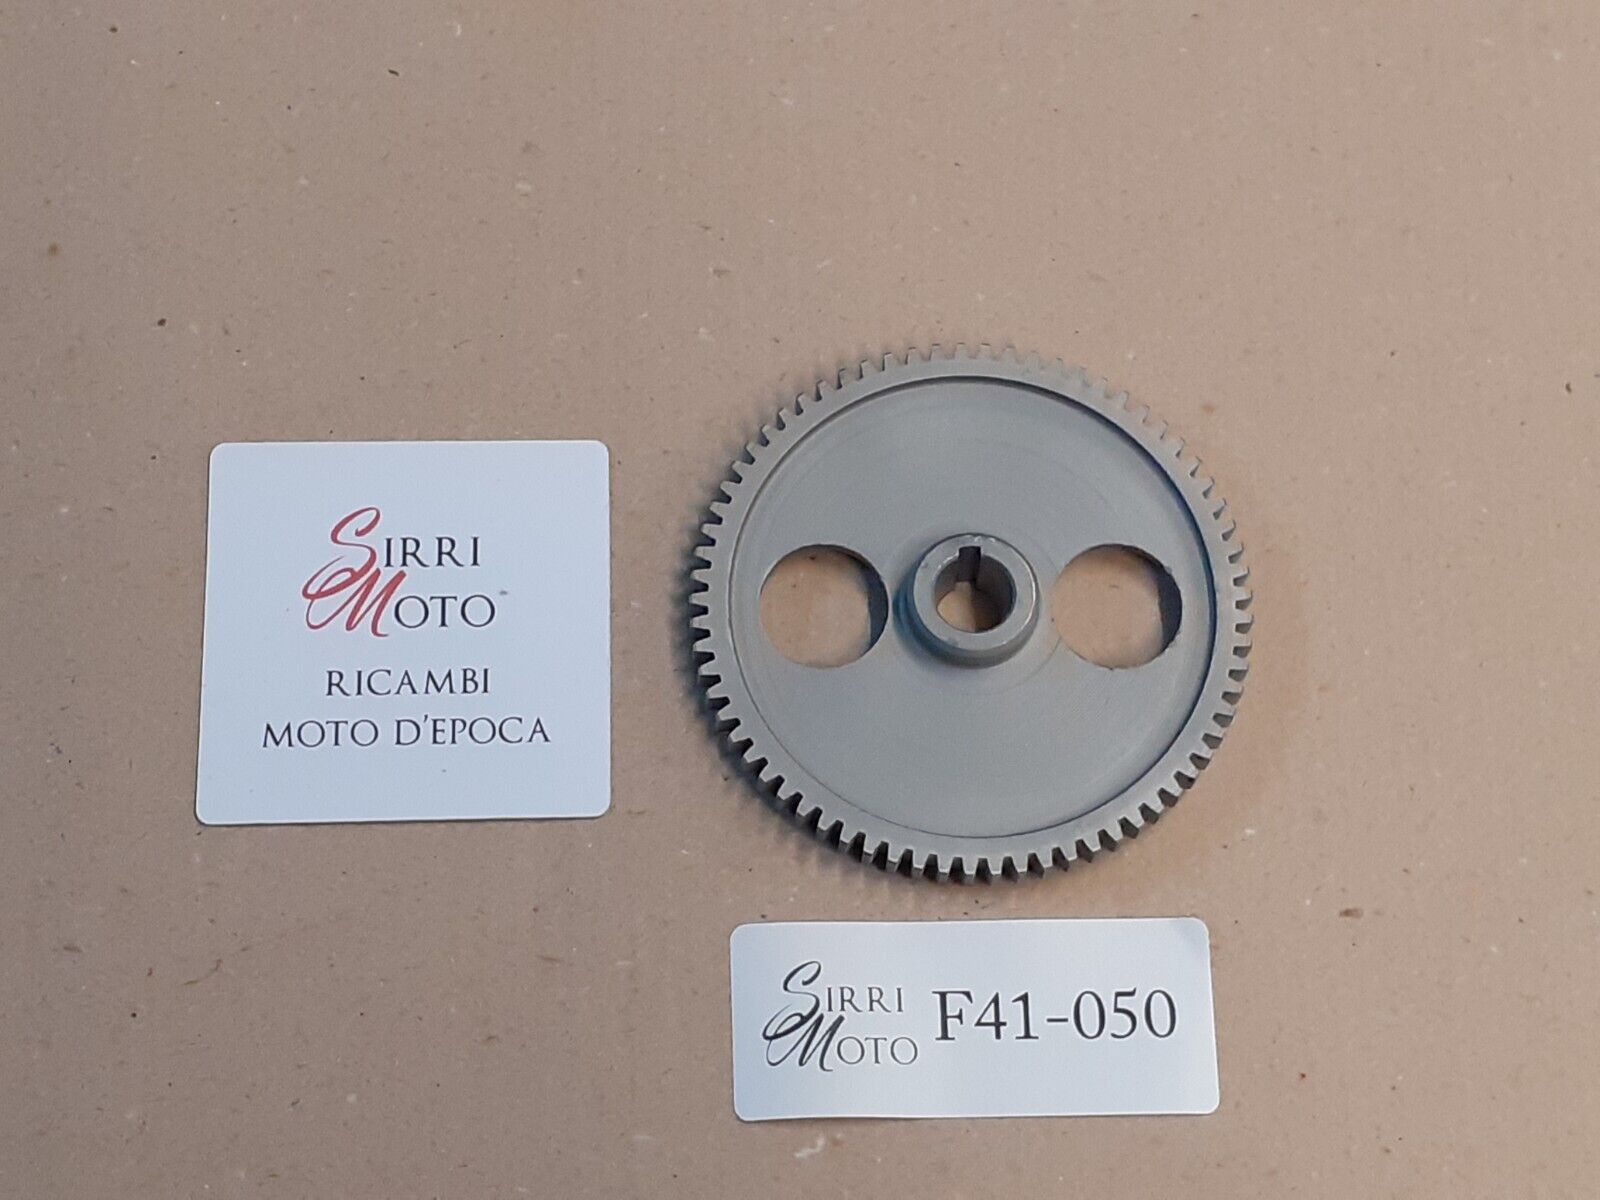 SIRRI
MOTO
RICAMBI
MOTO D'EPOCA
SIRRI
MOTO
F41-050